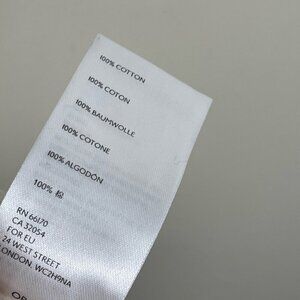 100% COTTON
100% COTON
100% BAUMWOLLE
100% COTONE
100% ALGODÓN
100% 棉
RN 66170
CA 32054
FOR EU
24 WEST STREET
LONDON, WC2H9NA